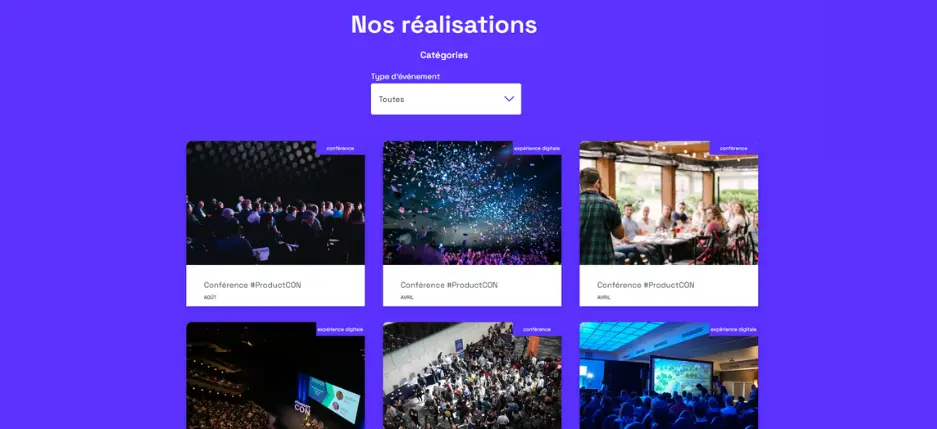 Nos réalisations
Catégories
Type d'événement
Toutes
conférence
expérience digitale
conférence
Conférence #ProductCON
AOÛT
Conférence #ProductCON
AVRIL
Conférence #ProductCON
AVRIL
expérience digitale
conférence
expérience digitale
CON